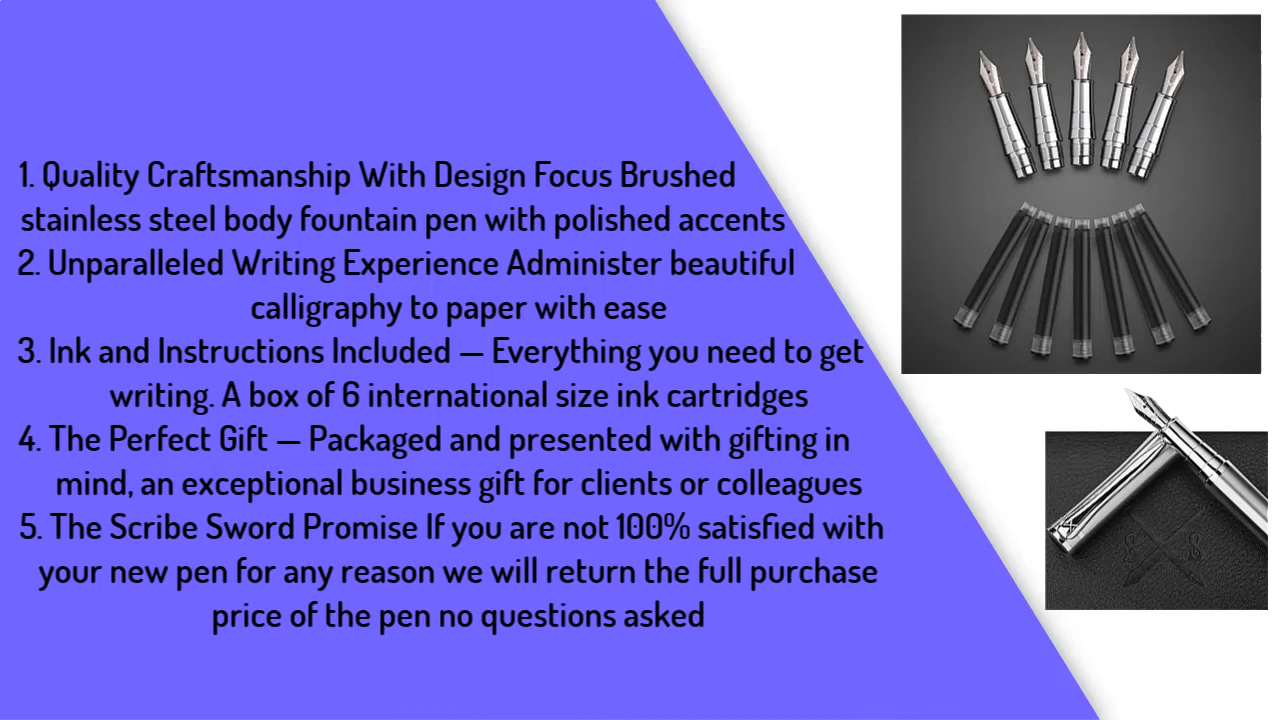 1. Quality Craftsmanship With Design Focus Brushed
stainless steel body fountain pen with polished accents
2. Unparalleled Writing Experience Administer beautiful
calligraphy to paper with ease
3. Ink and Instructions Included — Everything you need to get
writing. A box of 6 international size ink cartridges
4. The Perfect Gift — Packaged and presented with gifting in
mind, an exceptional business gift for clients or colleagues
5. The Scribe Sword Promise If you are not 100% satisfied with
your new pen for any reason we will return the full purchase
price of the pen no questions asked
S S